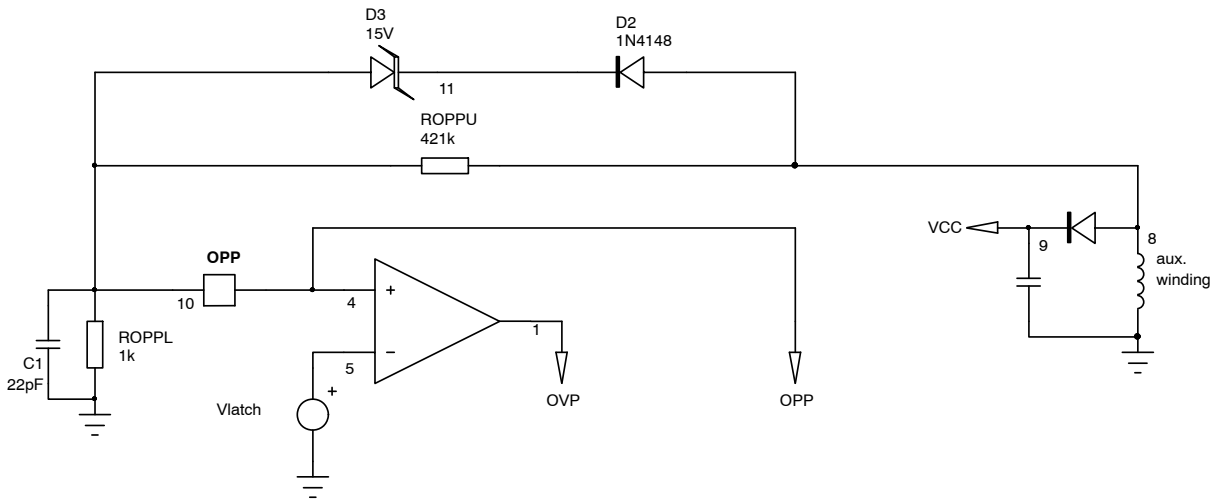 D3
15V
D2
1N4148
11
ROPPU
421k
VCC
9
8
aux.
winding
OPP
10
4
+
ROPPL
1k
C1
22pF
5
−
1
+
Vlatch
OVP
OPP